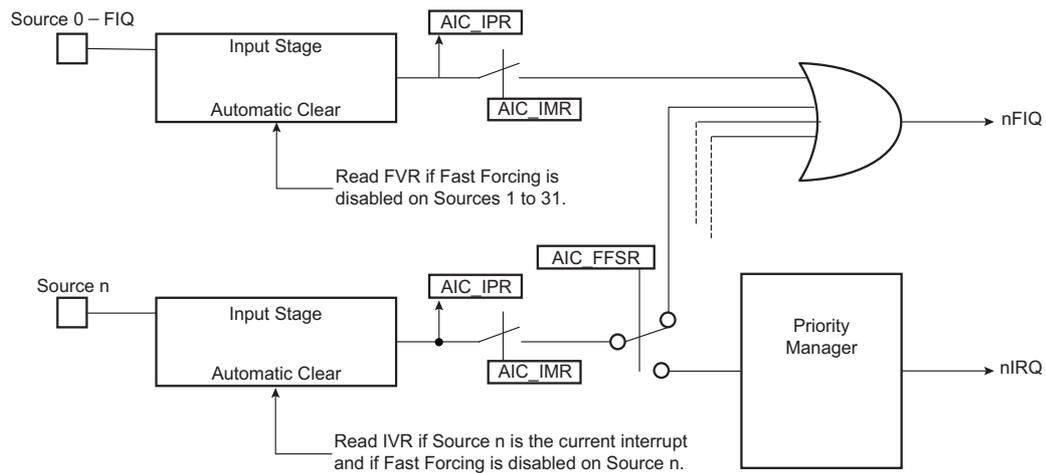 Source 0 – FIQ
AIC_IPR
Input Stage
Automatic Clear
AIC_IMR
nFIQ
Read FVR if Fast Forcing is
disabled on Sources 1 to 31.
AIC_FFSR
Source n
AIC_IPR
Input Stage
Priority
Manager
Automatic Clear
AIC_IMR
nIRQ
Read IVR if Source n is the current interrupt
and if Fast Forcing is disabled on Source n.